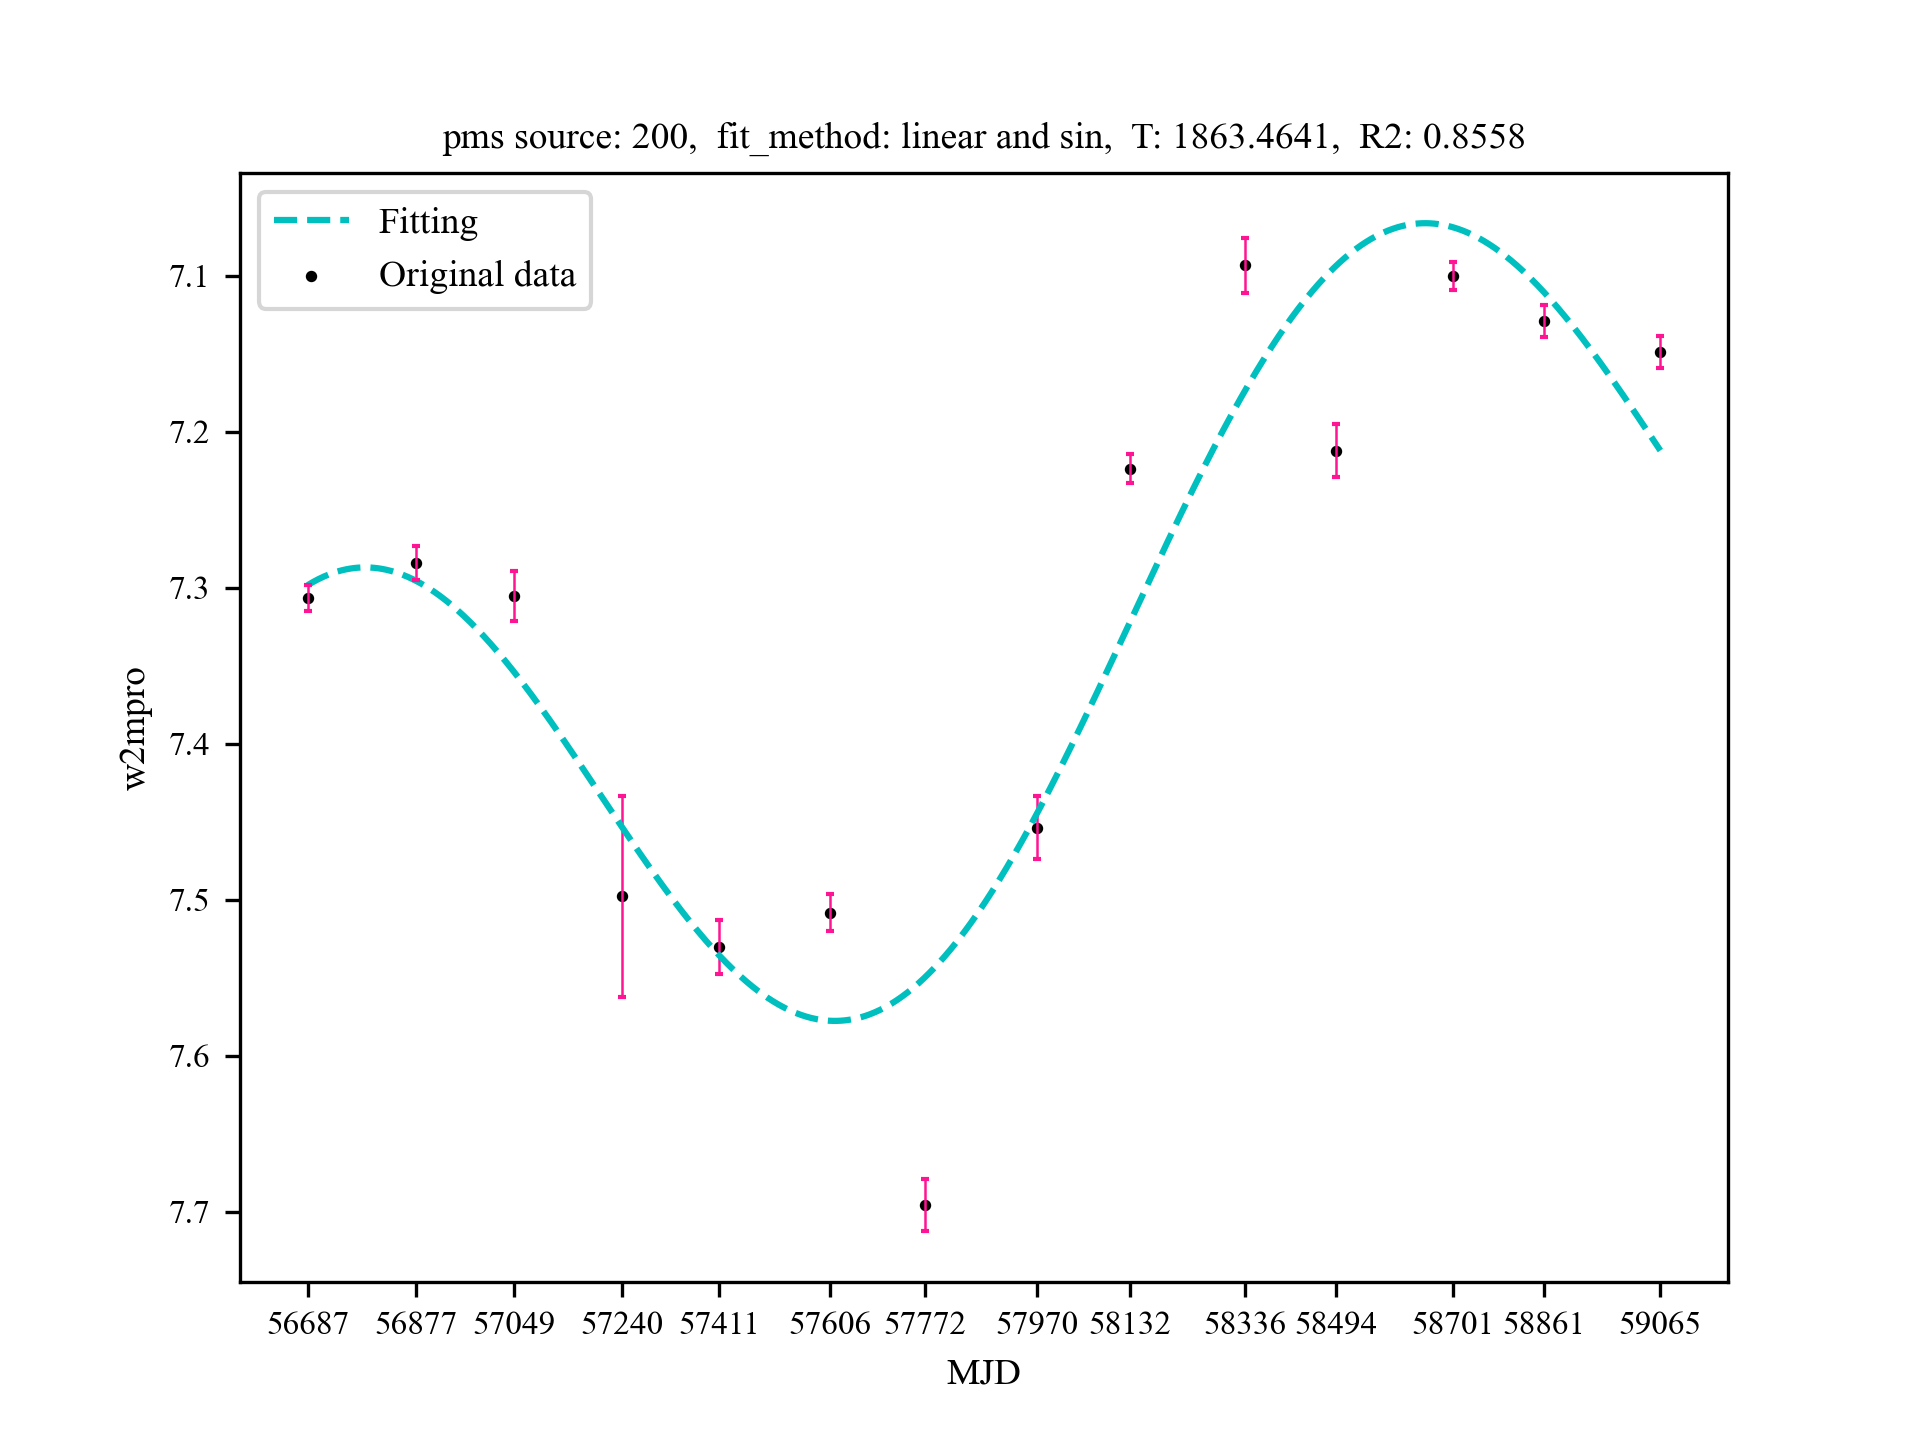 pms source: 200,  fit_method: linear and sin,  T: 1863.4641,  R2: 0.8558
Fitting
Original data
7.1
7.2
7.3
7.4
7.5
7.6
7.7
w2mpro
56687 56877 57049 57240 57411 57606 57772 57970 58132 58336 58494 58701 58861 59065
MJD